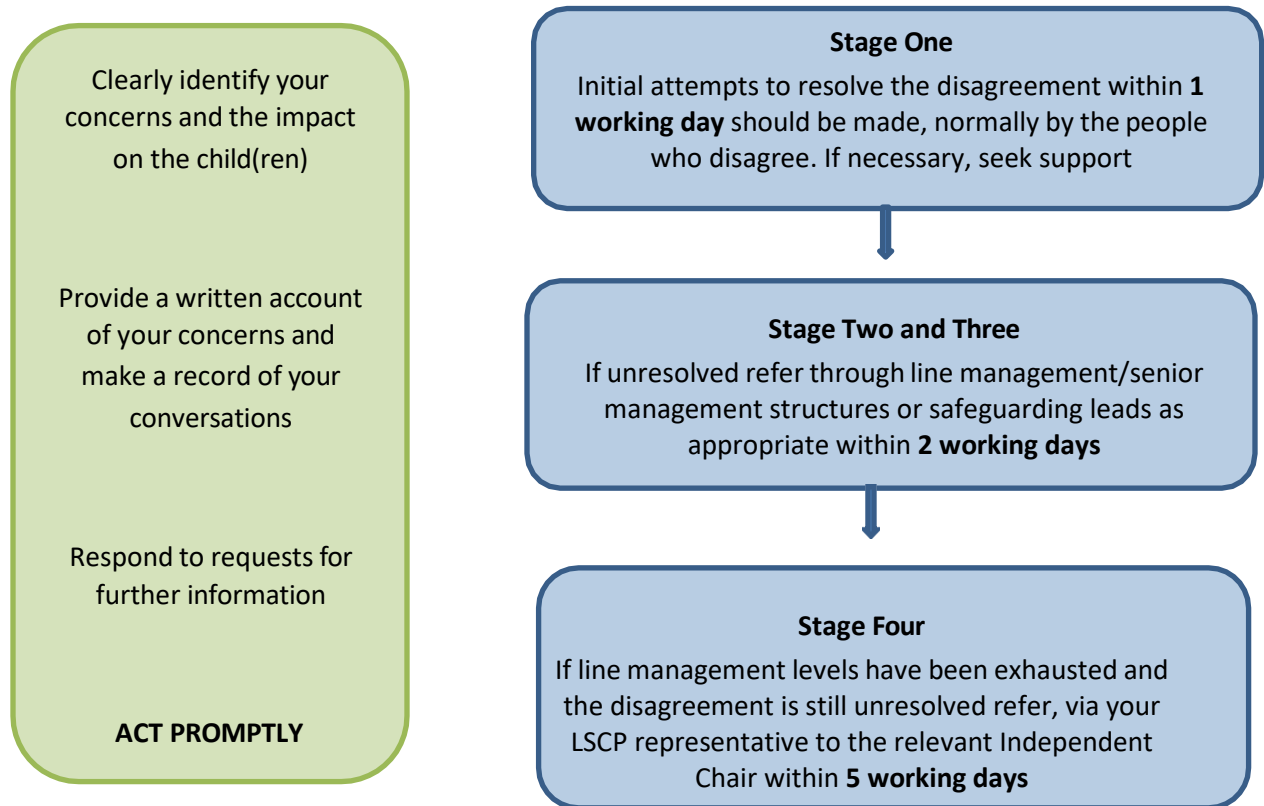 Clearly identify your
concerns and the impact
on the child(ren)
Provide a written account
of your concerns and
make a record of your
conversations
Respond to requests for
further information
ACT PROMPTLY
Stage One
Initial attempts to resolve the disagreement within 1
working day should be made, normally by the people
who disagree. If necessary, seek support
Stage Two and Three
If unresolved refer through line management/senior
management structures or safeguarding leads as
appropriate within 2 working days
Stage Four
If line management levels have been exhausted and
the disagreement is still unresolved refer, via your
LSCP representative to the relevant Independent
Chair within 5 working days